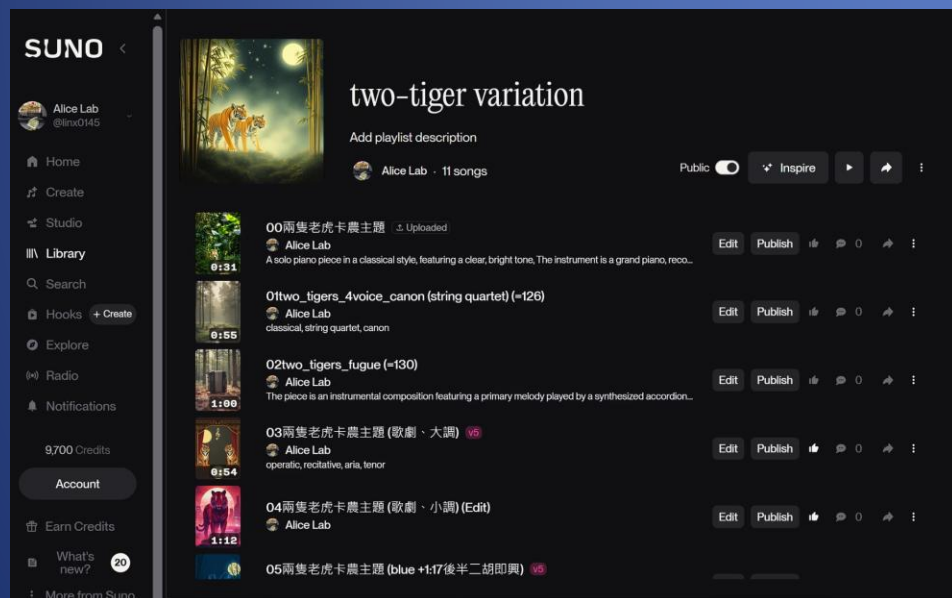 SUNO
Alice Lab
@linx0145
Home
Create
Studio
Library
Search
Hooks + Create
Explore
Radio
Notifications
9,700 Credits
Account
Earn Credits
What's new? 20
More from Suno
two-tiger variation
Add playlist description
Alice Lab · 11 songs
Public Inspire
00兩隻老虎卡農主題 Uploaded
Alice Lab
A solo piano piece in a classical style, featuring a clear, bright tone, The instrument is a grand piano, reco...
0:31
Edit Publish 0
01two_tigers_4voice_canon (string quartet) (=126)
Alice Lab
classical, string quartet, canon
0:55
Edit Publish 0
02two_tigers_fugue (=130)
Alice Lab
The piece is an instrumental composition featuring a primary melody played by a synthesized accordion...
1:00
Edit Publish 0
03兩隻老虎卡農主題 (歌劇、大調) v5
Alice Lab
operatic, recitative, aria, tenor
0:54
Edit Publish 0
04兩隻老虎卡農主題 (歌劇、小調) (Edit)
Alice Lab
1:12
Edit Publish 0
05兩隻老虎卡農主題 (blue +1:17後半二胡即興) v5